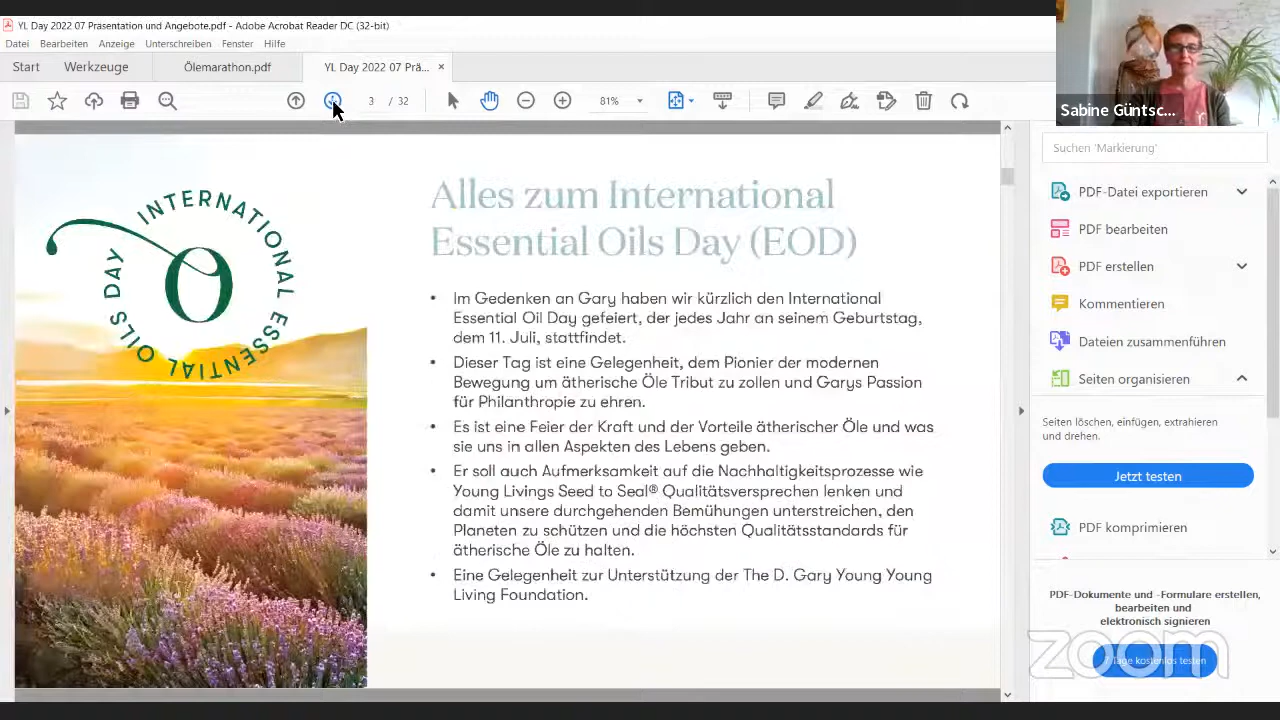 YL Day 2022 07 Präsentation und Angebote.pdf - Adobe Acrobat Reader DC (32-bit)
Datei Bearbeiten Anzeige Unterschreiben Fenster Hilfe
Start Werkzeuge Ölemarathon.pdf YL Day 2022 07 Prä... ×
3 / 32 81%
Sabine Güntsc...
Suchen 'Markierung'
PDF-Datei exportieren
PDF bearbeiten
PDF erstellen
Kommentieren
Dateien zusammenführen
Seiten organisieren
Seiten löschen, einfügen, extrahieren
und drehen.
Jetzt testen
PDF komprimieren
PDF-Dokumente und -Formulare erstellen,
bearbeiten und
elektronisch signieren
7 Tage kostenlos testen
zoom
INTERNATIONAL ESSENTIAL OILS DAY
Alles zum International
Essential Oils Day (EOD)
• Im Gedenken an Gary haben wir kürzlich den International
Essential Oil Day gefeiert, der jedes Jahr an seinem Geburtstag,
dem 11. Juli, stattfindet.
• Dieser Tag ist eine Gelegenheit, dem Pionier der modernen
Bewegung um ätherische Öle Tribut zu zollen und Garys Passion
für Philanthropie zu ehren.
• Es ist eine Feier der Kraft und der Vorteile ätherischer Öle und was
sie uns in allen Aspekten des Lebens geben.
• Er soll auch Aufmerksamkeit auf die Nachhaltigkeitsprozesse wie
Young Livings Seed to Seal® Qualitätsversprechen lenken und
damit unsere durchgehenden Bemühungen unterstreichen, den
Planeten zu schützen und die höchsten Qualitätsstandards für
ätherische Öle zu halten.
• Eine Gelegenheit zur Unterstützung der The D. Gary Young Young
Living Foundation.